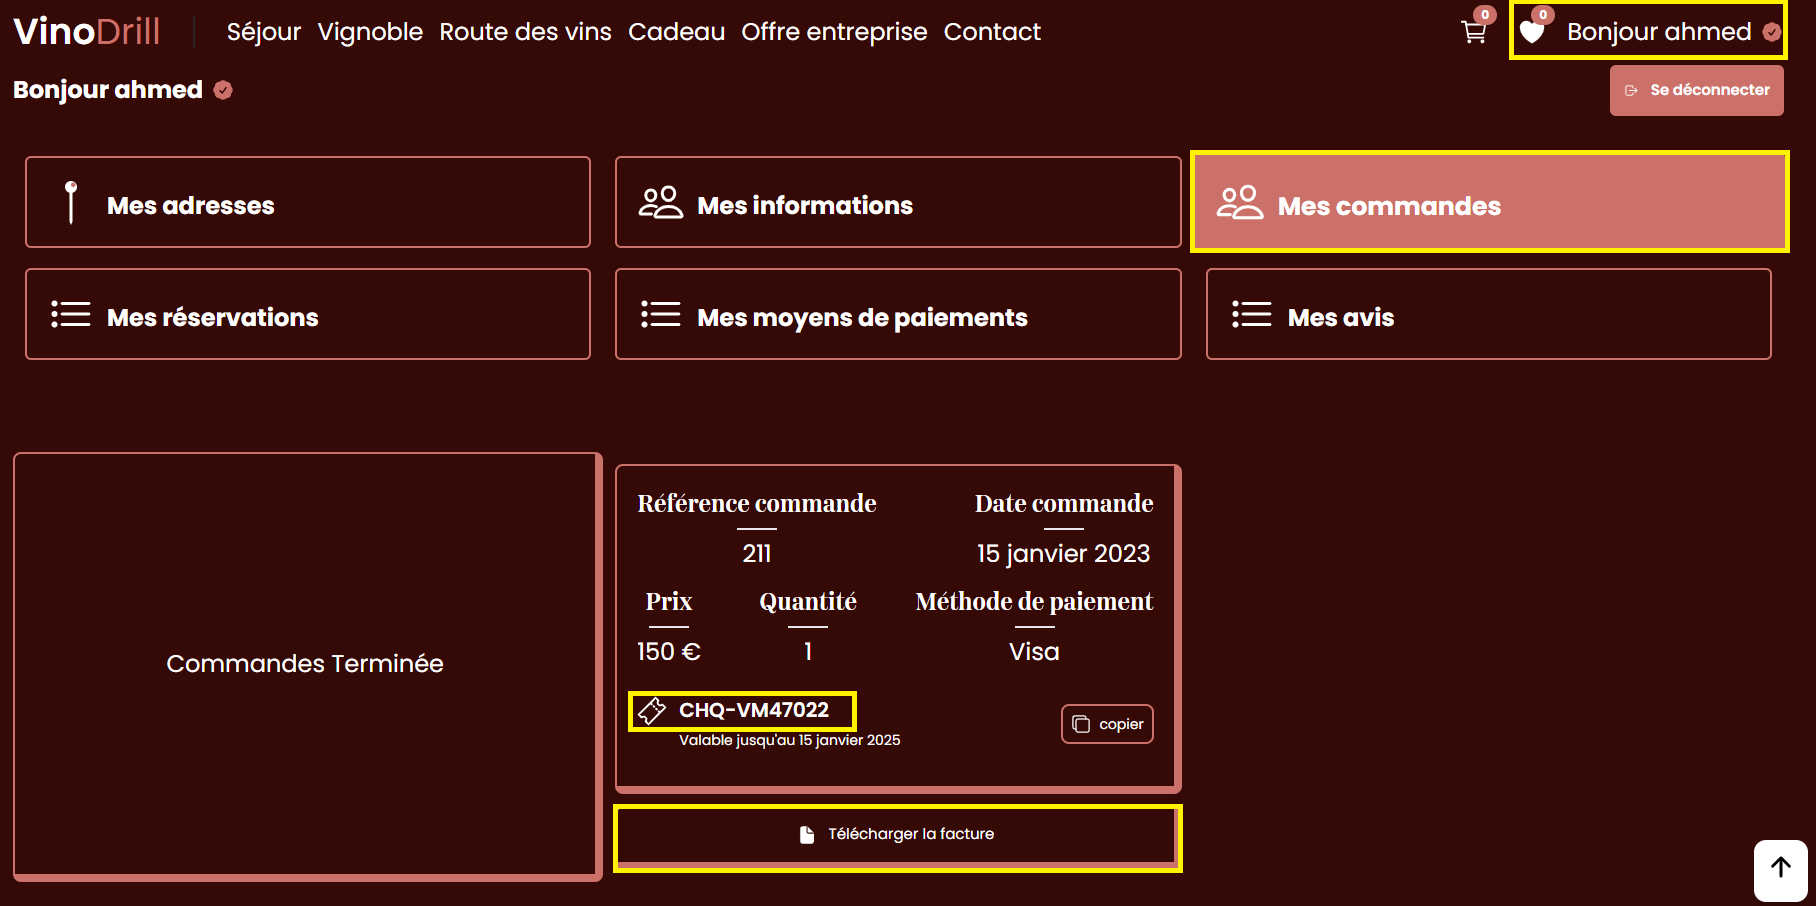 VinoDrill Séjour Vignoble Route des vins Cadeau Offre entreprise Contact 0 0 Bonjour ahmed
Bonjour ahmed Se déconnecter
Mes adresses Mes informations Mes commandes
Mes réservations Mes moyens de paiements Mes avis
Commandes Terminée
Référence commande Date commande
211 15 janvier 2023
Prix Quantité Méthode de paiement
150 € 1 Visa
CHQ-VM47022
copier
Valable jusqu'au 15 janvier 2025
Télécharger la facture